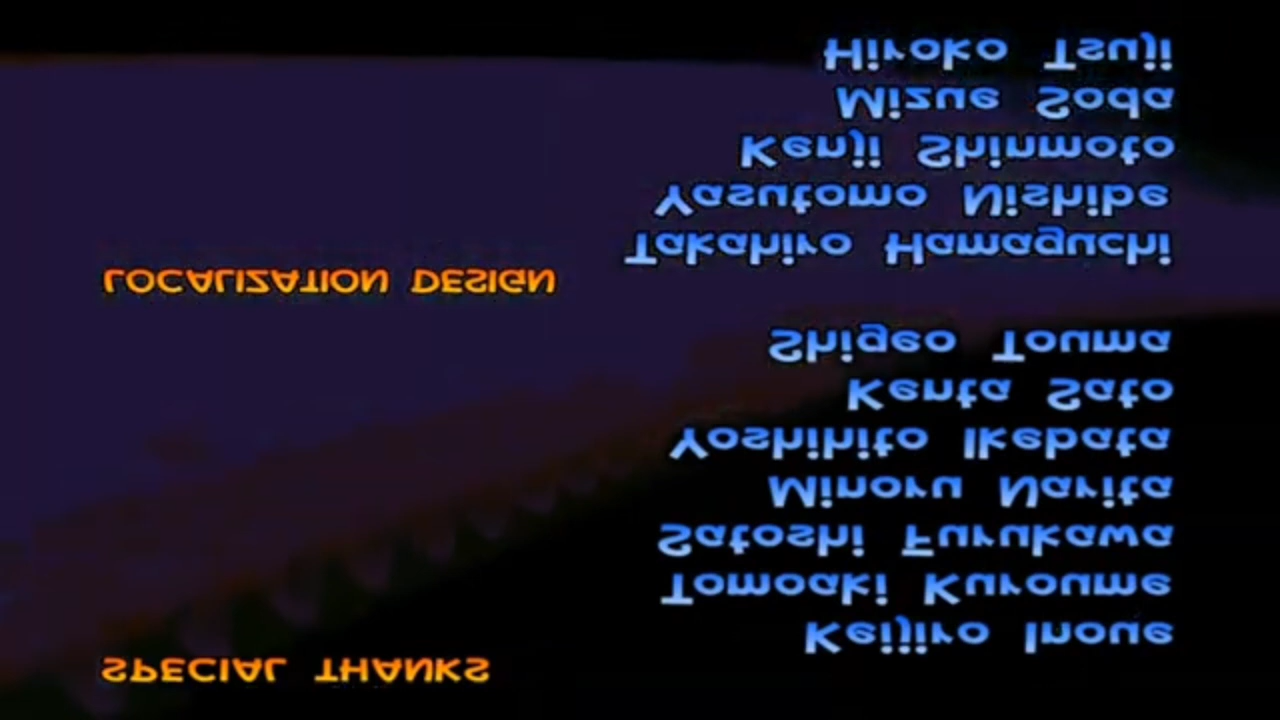 SPECIAL THANKS
Keijiro Inoue
Tomoaki Kuroume
Satoshi Furukawa
Minoru Narita
Yoshihito Ikebata
Kenta Sato
Shigeo Touma
LOCALIZATION DESIGN
Takahiro Hamaguchi
Yasutomo Nishibe
Kenji Shinmoto
Mizue Soda
Hiroko Tsuji